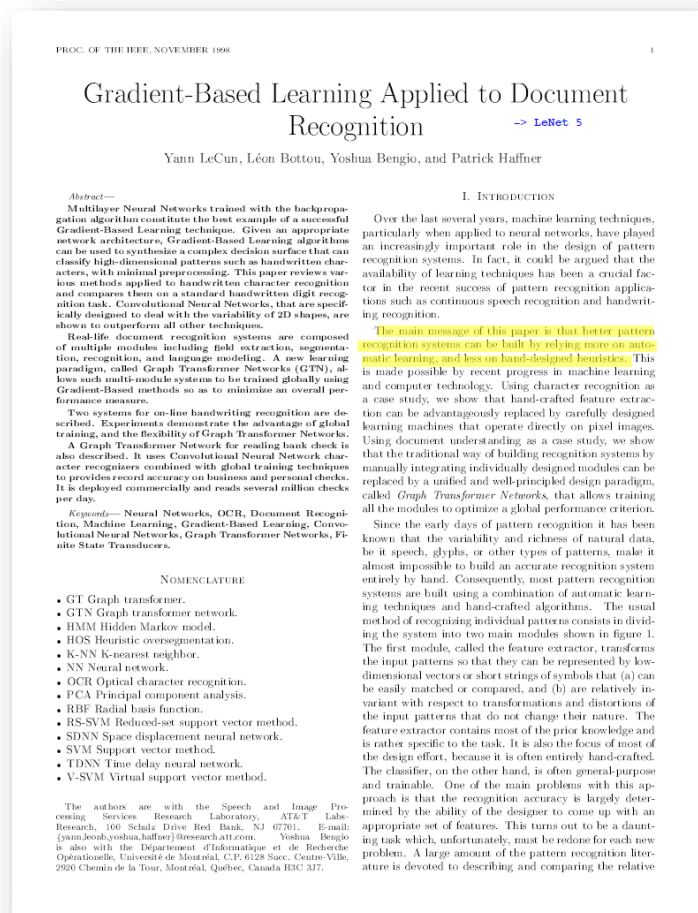 PROC. OF THE IEEE, NOVEMBER 1998
1
Gradient-Based Learning Applied to Document
Recognition
-> LeNet 5
Yann LeCun, Léon Bottou, Yoshua Bengio, and Patrick Haffner
Abstract—
Multilayer Neural Networks trained with the backpropa-
gation algorithm constitute the best example of a successful
Gradient-Based Learning technique. Given an appropriate
network architecture, Gradient-Based Learning algorithms
can be used to synthesize a complex decision surface that can
classify high-dimensional patterns such as handwritten char-
acters, with minimal preprocessing. This paper reviews var-
ious methods applied to handwritten character recognition
and compares them on a standard handwritten digit recog-
nition task. Convolutional Neural Networks, that are specif-
ically designed to deal with the variability of 2D shapes, are
shown to outperform all other techniques.
Real-life document recognition systems are composed
of multiple modules including field extraction, segmenta-
tion, recognition, and language modeling. A new learning
paradigm, called Graph Transformer Networks (GTN), al-
lows such multi-module systems to be trained globally using
Gradient-Based methods so as to minimize an overall per-
formance measure.
Two systems for on-line handwriting recognition are de-
scribed. Experiments demonstrate the advantage of global
training, and the flexibility of Graph Transformer Networks.
A Graph Transformer Network for reading bank check is
also described. It uses Convolutional Neural Network char-
acter recognizers combined with global training techniques
to provides record accuracy on business and personal checks.
It is deployed commercially and reads several million checks
per day.
Keywords— Neural Networks, OCR, Document Recogni-
tion, Machine Learning, Gradient-Based Learning, Convo-
lutional Neural Networks, Graph Transformer Networks, Fi-
nite State Transducers.
Nomenclature
• GT Graph transformer.
• GTN Graph transformer network.
• HMM Hidden Markov model.
• HOS Heuristic oversegmentation.
• K-NN K-nearest neighbor.
• NN Neural network.
• OCR Optical character recognition.
• PCA Principal component analysis.
• RBF Radial basis function.
• RS-SVM Reduced-set support vector method.
• SDNN Space displacement neural network.
• SVM Support vector method.
• TDNN Time delay neural network.
• V-SVM Virtual support vector method.
The authors are with the Speech and Image Pro-
cessing Services Research Laboratory, AT&T Labs-
Research, 100 Schulz Drive Red Bank, NJ 07701. E-mail:
{yann,leonb,yoshua,haffner}@research.att.com. Yoshua Bengio
is also with the Département d'Informatique et de Recherche
Opérationelle, Université de Montréal, C.P. 6128 Succ. Centre-Ville,
2920 Chemin de la Tour, Montréal, Québec, Canada H3C 3J7.
I. Introduction
Over the last several years, machine learning techniques,
particularly when applied to neural networks, have played
an increasingly important role in the design of pattern
recognition systems. In fact, it could be argued that the
availability of learning techniques has been a crucial fac-
tor in the recent success of pattern recognition applica-
tions such as continuous speech recognition and handwrit-
ing recognition.
The main message of this paper is that better pattern
recognition systems can be built by relying more on auto-
matic learning, and less on hand-designed heuristics. This
is made possible by recent progress in machine learning
and computer technology. Using character recognition as
a case study, we show that hand-crafted feature extrac-
tion can be advantageously replaced by carefully designed
learning machines that operate directly on pixel images.
Using document understanding as a case study, we show
that the traditional way of building recognition systems by
manually integrating individually designed modules can be
replaced by a unified and well-principled design paradigm,
called Graph Transformer Networks, that allows training
all the modules to optimize a global performance criterion.
Since the early days of pattern recognition it has been
known that the variability and richness of natural data,
be it speech, glyphs, or other types of patterns, make it
almost impossible to build an accurate recognition system
entirely by hand. Consequently, most pattern recognition
systems are built using a combination of automatic learn-
ing techniques and hand-crafted algorithms. The usual
method of recognizing individual patterns consists in divid-
ing the system into two main modules shown in figure 1.
The first module, called the feature extractor, transforms
the input patterns so that they can be represented by low-
dimensional vectors or short strings of symbols that (a) can
be easily matched or compared, and (b) are relatively in-
variant with respect to transformations and distortions of
the input patterns that do not change their nature. The
feature extractor contains most of the prior knowledge and
is rather specific to the task. It is also the focus of most of
the design effort, because it is often entirely hand-crafted.
The classifier, on the other hand, is often general-purpose
and trainable. One of the main problems with this ap-
proach is that the recognition accuracy is largely deter-
mined by the ability of the designer to come up with an
appropriate set of features. This turns out to be a daunt-
ing task which, unfortunately, must be redone for each new
problem. A large amount of the pattern recognition liter-
ature is devoted to describing and comparing the relative